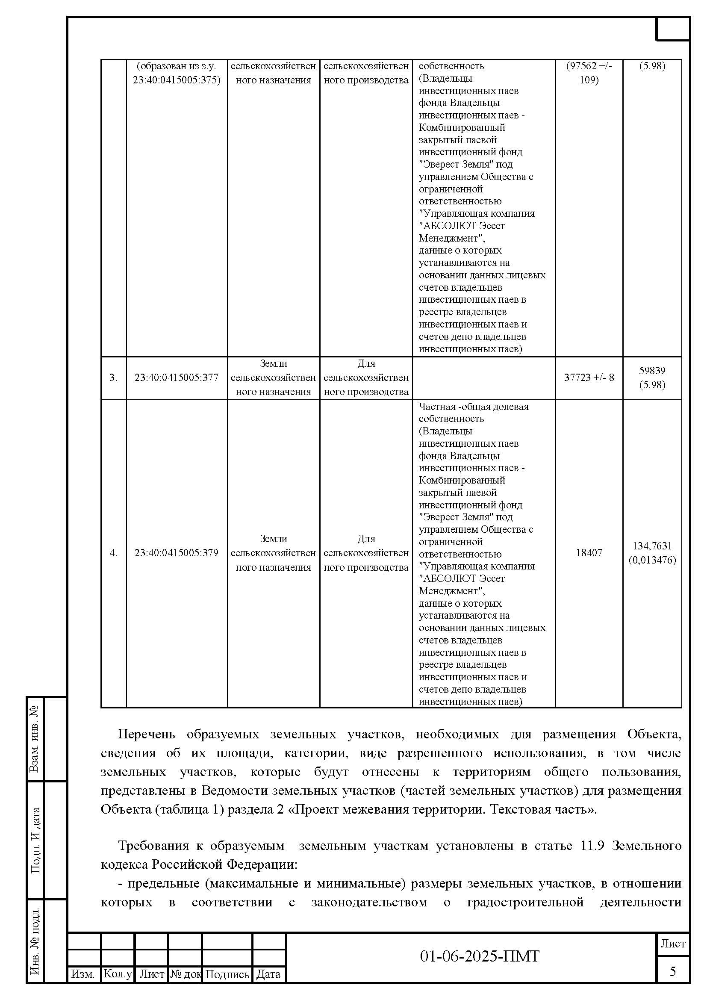 (образован из з.у.
23:40:0415005:375)
сельскохозяйствен
ного назначения
сельскохозяйствен
ного производства
собственность
(Владельцы
инвестиционных паев
фонда Владельцы
инвестиционных паев -
Комбинированный
закрытый паевой
инвестиционный фонд
"Эверест Земля" под
управлением Общества с
ограниченной
ответственностью
"Управляющая компания
"АБСОЛЮТ Эссет
Менеджмент",
данные о которых
устанавливаются на
основании данных лицевых
счетов владельцев
инвестиционных паев в
реестре владельцев
инвестиционных паев и
счетов депо владельцев
инвестиционных паев)
(97562 +/-
109)
(5.98)
3.
23:40:0415005:377
Земли
сельскохозяйствен
ного назначения
Для
сельскохозяйствен
ного производства
37723 +/- 8
59839
(5.98)
4.
23:40:0415005:379
Земли
сельскохозяйствен
ного назначения
Для
сельскохозяйствен
ного производства
Частная -общая долевая
собственность
(Владельцы
инвестиционных паев
фонда Владельцы
инвестиционных паев -
Комбинированный
закрытый паевой
инвестиционный фонд
"Эверест Земля" под
управлением Общества с
ограниченной
ответственностью
"Управляющая компания
"АБСОЛЮТ Эссет
Менеджмент",
данные о которых
устанавливаются на
основании данных лицевых
счетов владельцев
инвестиционных паев в
реестре владельцев
инвестиционных паев и
счетов депо владельцев
инвестиционных паев)
18407
134,7631
(0,013476)
Перечень образуемых земельных участков, необходимых для размещения Объекта,
сведения об их площади, категории, виде разрешенного использования, в том числе
земельных участков, которые будут отнесены к территориям общего пользования,
представлены в Ведомости земельных участков (частей земельных участков) для размещения
Объекта (таблица 1) раздела 2 «Проект межевания территории. Текстовая часть».
Требования к образуемым земельным участкам установлены в статье 11.9 Земельного
кодекса Российской Федерации:
- предельные (максимальные и минимальные) размеры земельных участков, в отношении
которых в соответствии с законодательством о градостроительной деятельности
Взам. инв. №
Подп. И дата
Инв. № подл.
Изм.
Кол.у
Лист
№ док
Подпись
Дата
01-06-2025-ПМТ
Лист
5